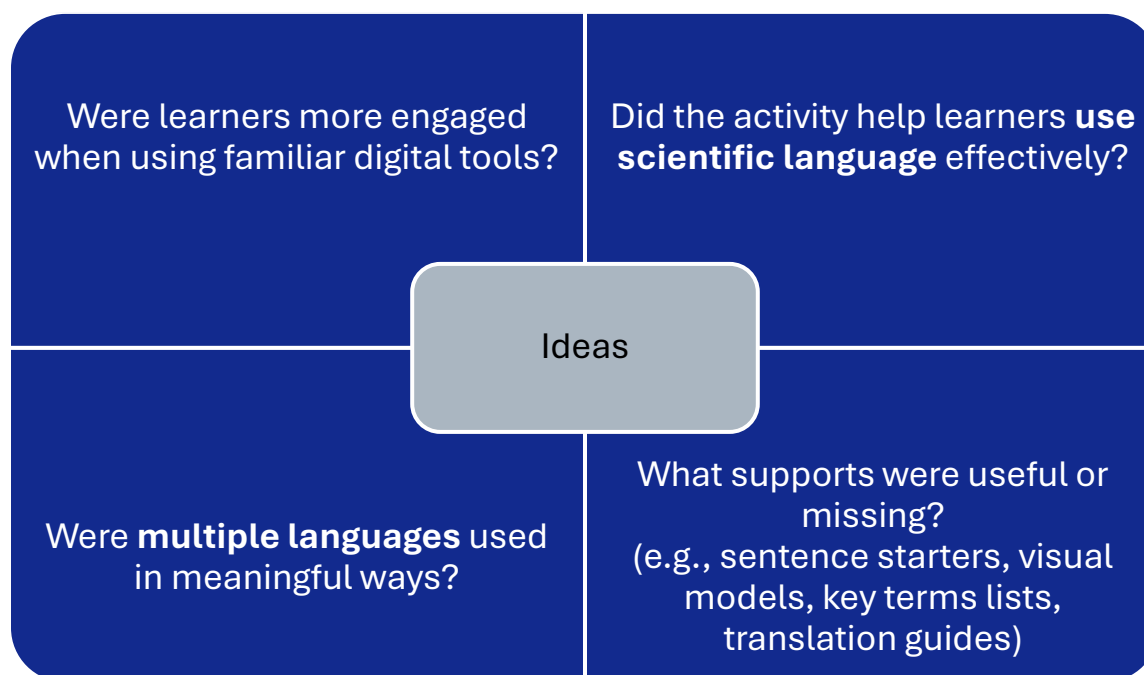 Were learners more engaged
when using familiar digital tools?
Did the activity help learners use
scientific language effectively?
Ideas
Were multiple languages used
in meaningful ways?
What supports were useful or
missing?
(e.g., sentence starters, visual
models, key terms lists,
translation guides)